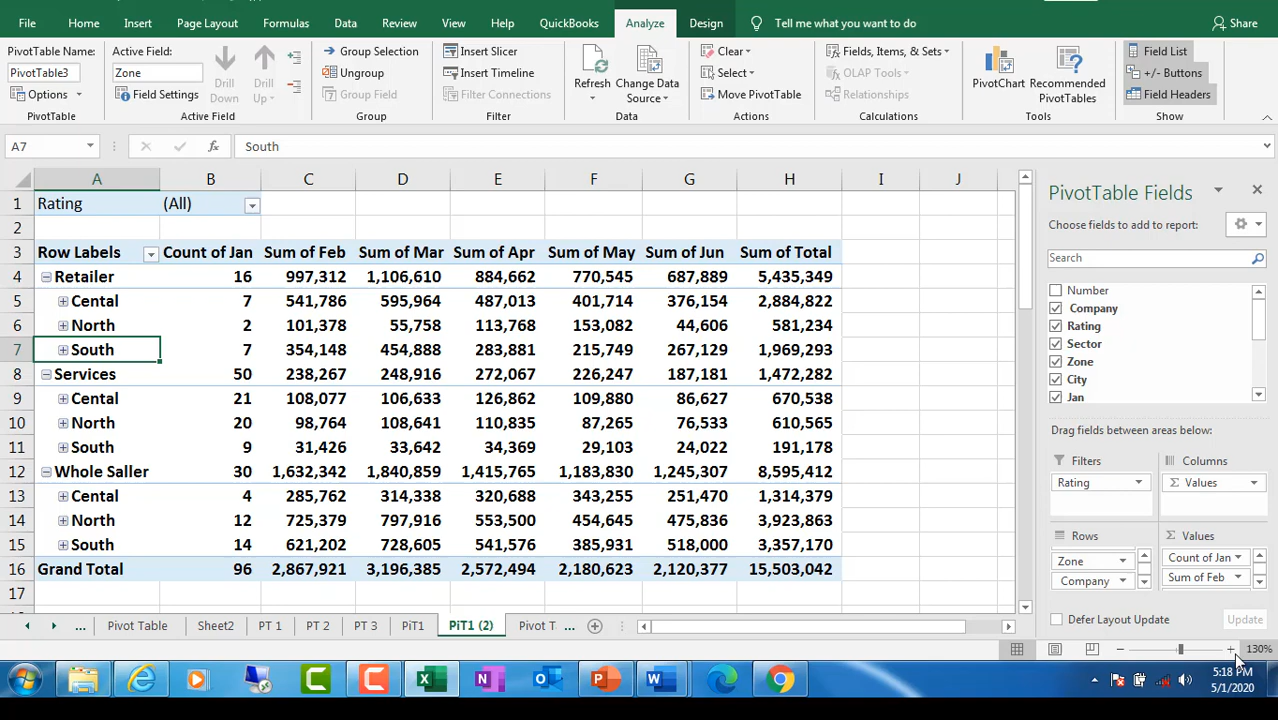 File Home Insert Page Layout Formulas Data Review View Help QuickBooks Analyze Design Tell me what you want to do Share
PivotTable Name: Active Field: Group Selection Insert Slicer Clear Fields, Items, & Sets Field List
PivotTable3 Zone Ungroup Insert Timeline Select OLAP Tools +/- Buttons
Options Field Settings Drill Down Drill Up Group Field Filter Connections Refresh Change Data Source Move PivotTable Relationships PivotChart Recommended PivotTables Field Headers
PivotTable Active Field Group Filter Data Actions Calculations Tools Show
A7 fx South
A B C D E F G H I J
1 Rating (All)
2
3 Row Labels Count of Jan Sum of Feb Sum of Mar Sum of Apr Sum of May Sum of Jun Sum of Total
4 Retailer 16 997,312 1,106,610 884,662 770,545 687,889 5,435,349
5 Cental 7 541,786 595,964 487,013 401,714 376,154 2,884,822
6 North 2 101,378 55,758 113,768 153,082 44,606 581,234
7 South 7 354,148 454,888 283,881 215,749 267,129 1,969,293
8 Services 50 238,267 248,916 272,067 226,247 187,181 1,472,282
9 Cental 21 108,077 106,633 126,862 109,880 86,627 670,538
10 North 20 98,764 108,641 110,835 87,265 76,533 610,565
11 South 9 31,426 33,642 34,369 29,103 24,022 191,178
12 Whole Saller 30 1,632,342 1,840,859 1,415,765 1,183,830 1,245,307 8,595,412
13 Cental 4 285,762 314,338 320,688 343,255 251,470 1,314,379
14 North 12 725,379 797,916 553,500 454,645 475,836 3,923,863
15 South 14 621,202 728,605 541,576 385,931 518,000 3,357,170
16 Grand Total 96 2,867,921 3,196,385 2,572,494 2,180,623 2,120,377 15,503,042
17
PivotTable Fields
Choose fields to add to report:
Search
Number
Company
Rating
Sector
Zone
City
Jan
Drag fields between areas below:
Filters Columns
Rating Σ Values
Rows Σ Values
Zone Count of Jan
Company Sum of Feb
Defer Layout Update Update
... Pivot Table Sheet2 PT 1 PT 2 PT 3 PiT1 PiT1 (2) Pivot T ...
130%
5:18 PM
5/1/2020